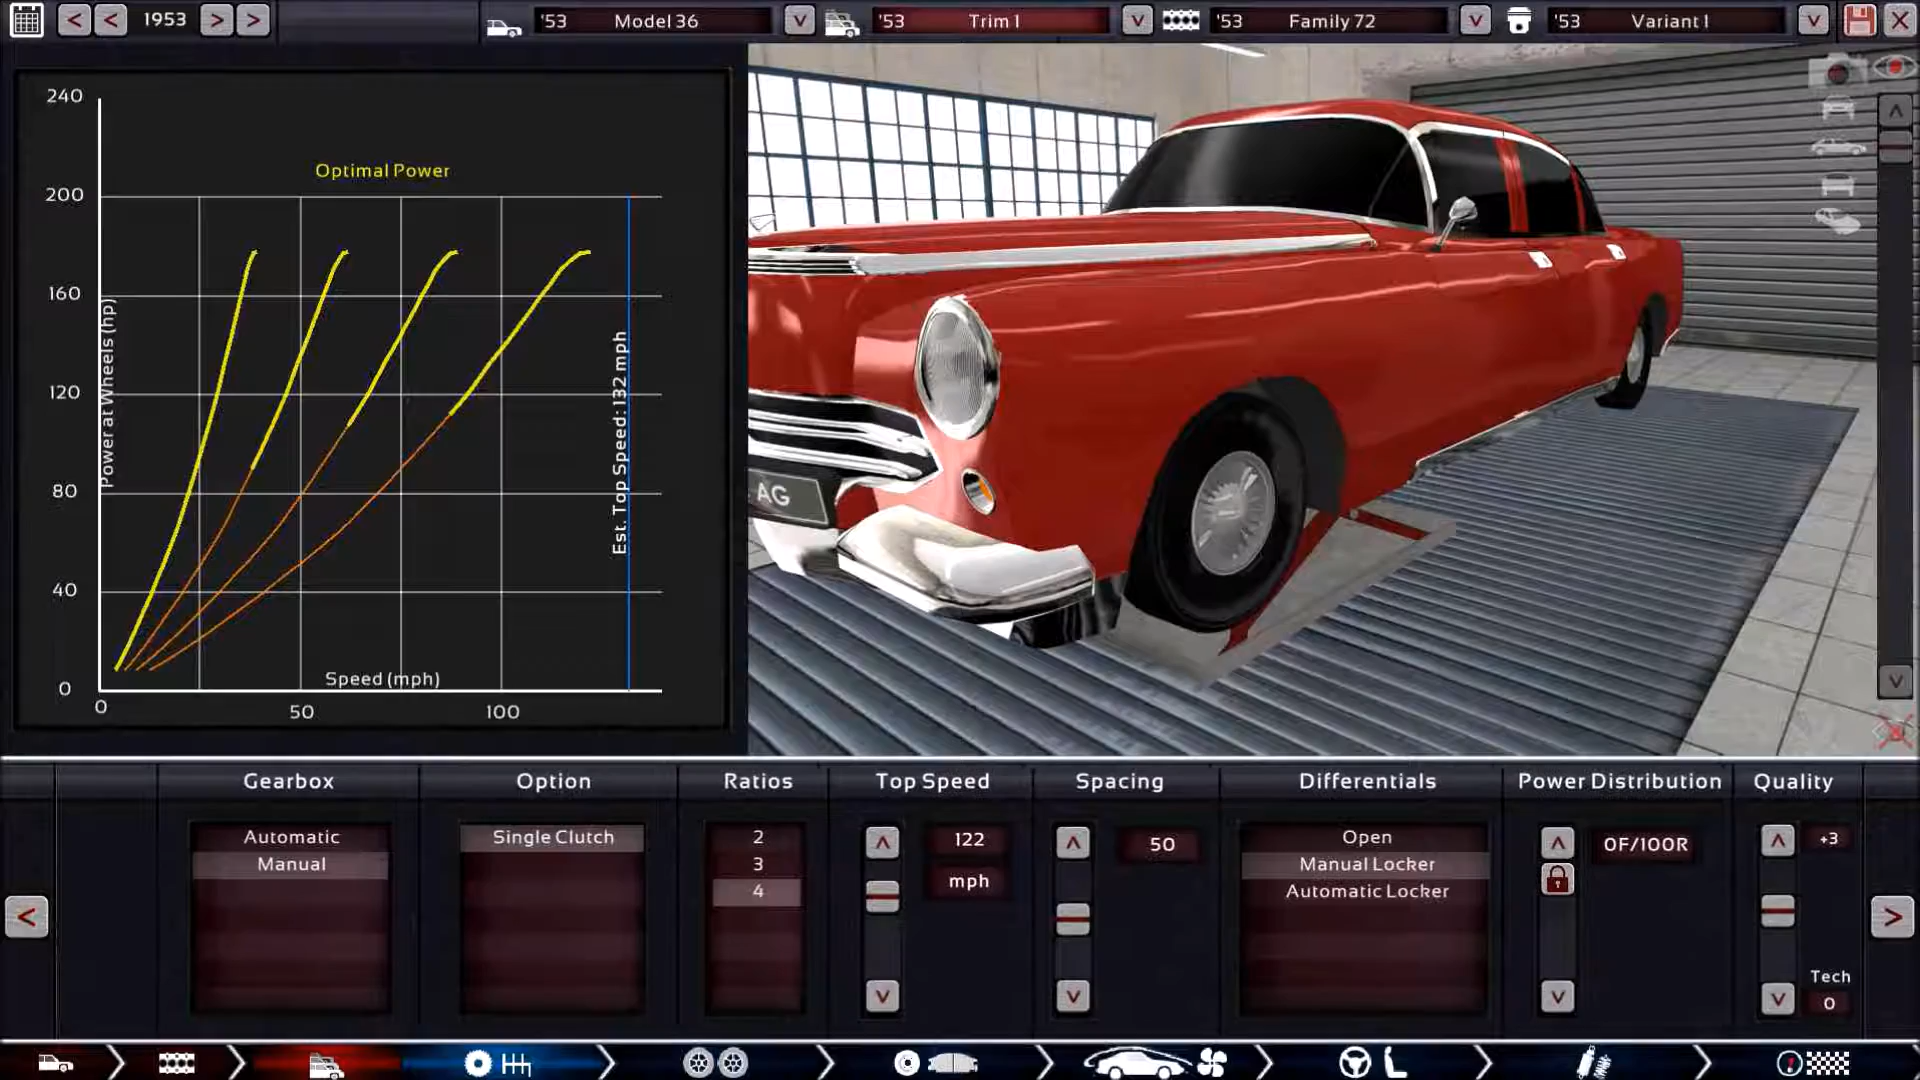 1953
'53 Model 36
'53 Trim 1
'53 Family 72
'53 Variant 1
240
200
160
120
80
40
0
Optimal Power
Power at Wheels (hp)
Est. Top Speed: 132 mph
Speed (mph)
0
50
100
AG
Gearbox
Automatic
Manual
Option
Single Clutch
Ratios
2
3
4
Top Speed
122
mph
Spacing
50
Differentials
Open
Manual Locker
Automatic Locker
Power Distribution
0F/100R
Quality
+3
Tech
0